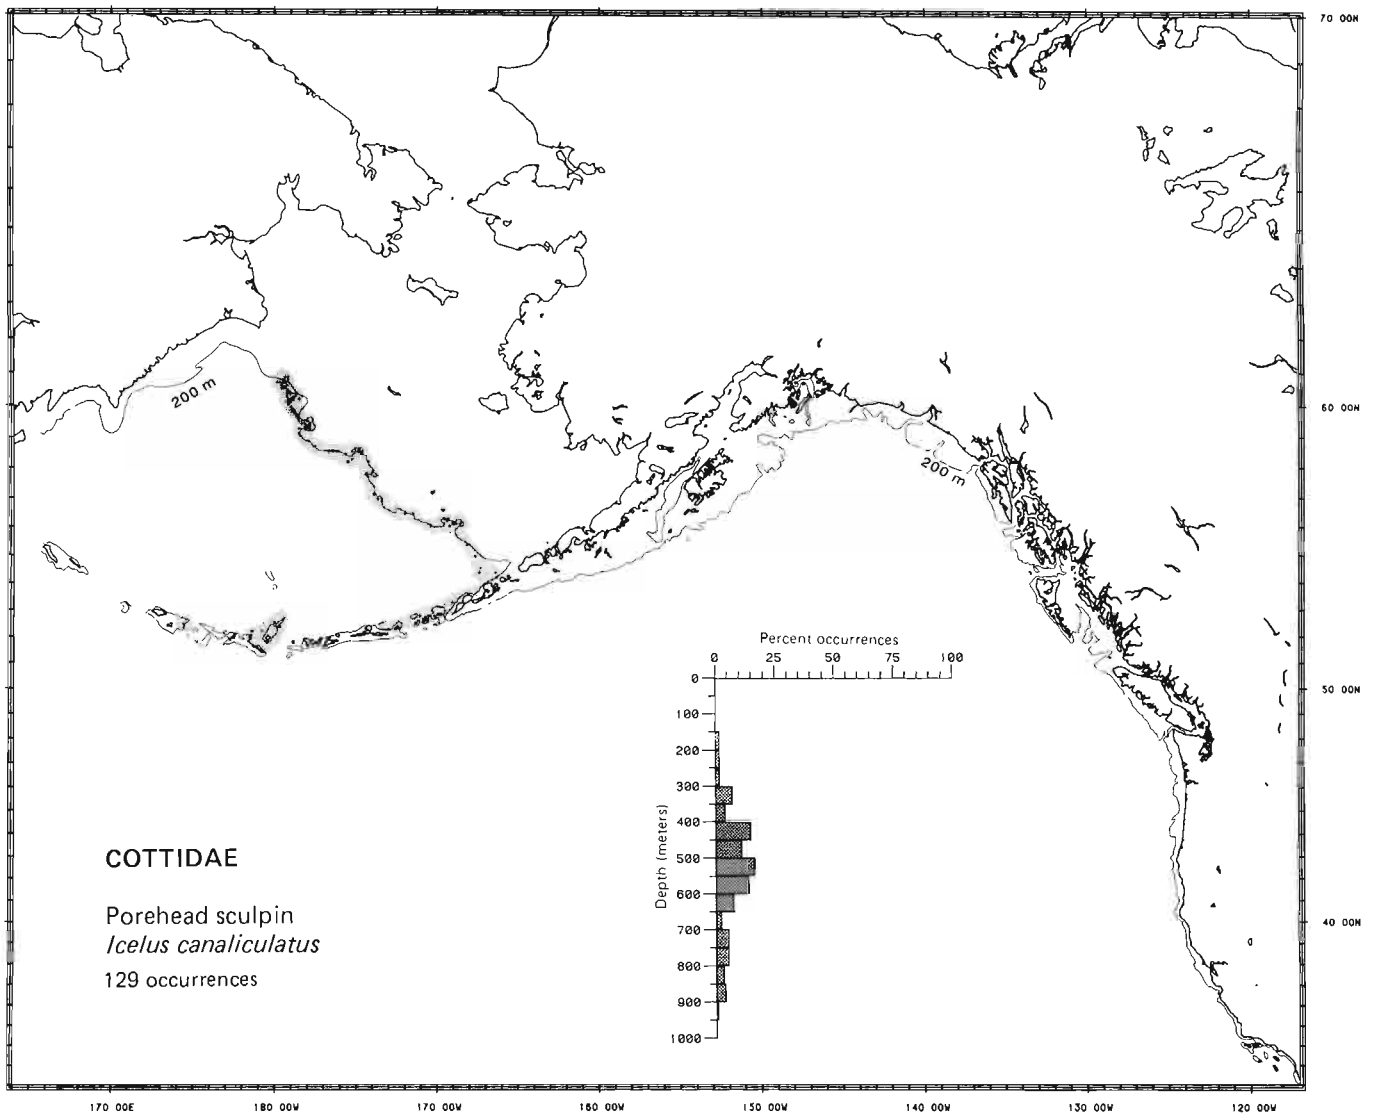 70 00N
200 m
60 00N
200 m
Percent occurrences
0 25 50 75 100
50 00N
0
100
200
300
400
500
600
700
800
900
1000
Depth (meters)
COTTIDAE
Porehead sculpin
Icelus canaliculatus
129 occurrences
40 00N
170 00E 180 00W 170 00W 160 00W 150 00W 140 00W 130 00W 120 00W